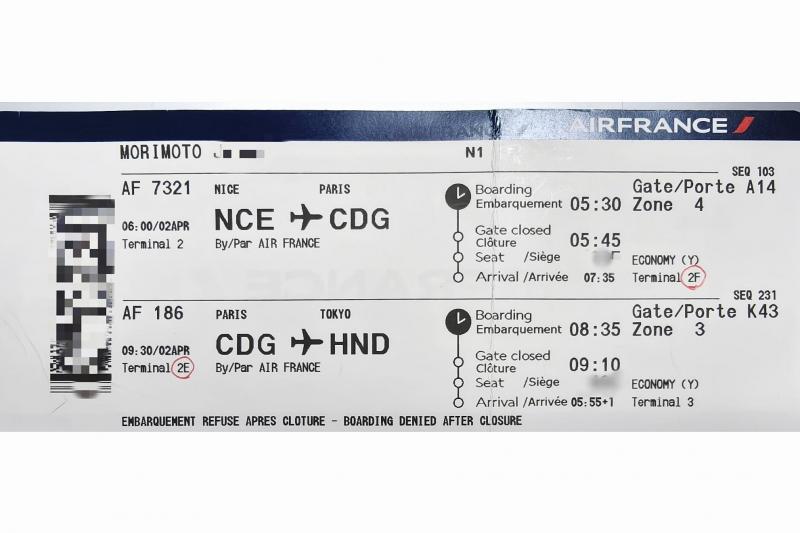 AIRFRANCE
MORIMOTO N1
SEQ 103
AF 7321 NICE PARIS Boarding Gate/Porte A14
06:00/02APR NCE CDG Embarquement 05:30 Zone 4
Terminal 2 By/Par AIR FRANCE Gate closed
Clôture 05:45
Seat /Siège ECONOMY (Y)
Arrival /Arrivée 07:35 Terminal 2F
SEQ 231
AF 186 PARIS TOKYO Boarding Gate/Porte K43
Embarquement 08:35 Zone 3
09:30/02APR CDG HND Gate closed
Terminal 2E By/Par AIR FRANCE Clôture 09:10
Seat /Siège ECONOMY (Y)
Arrival /Arrivée 05:55+1 Terminal 3
EMBARQUEMENT REFUSE APRES CLOTURE - BOARDING DENIED AFTER CLOSURE